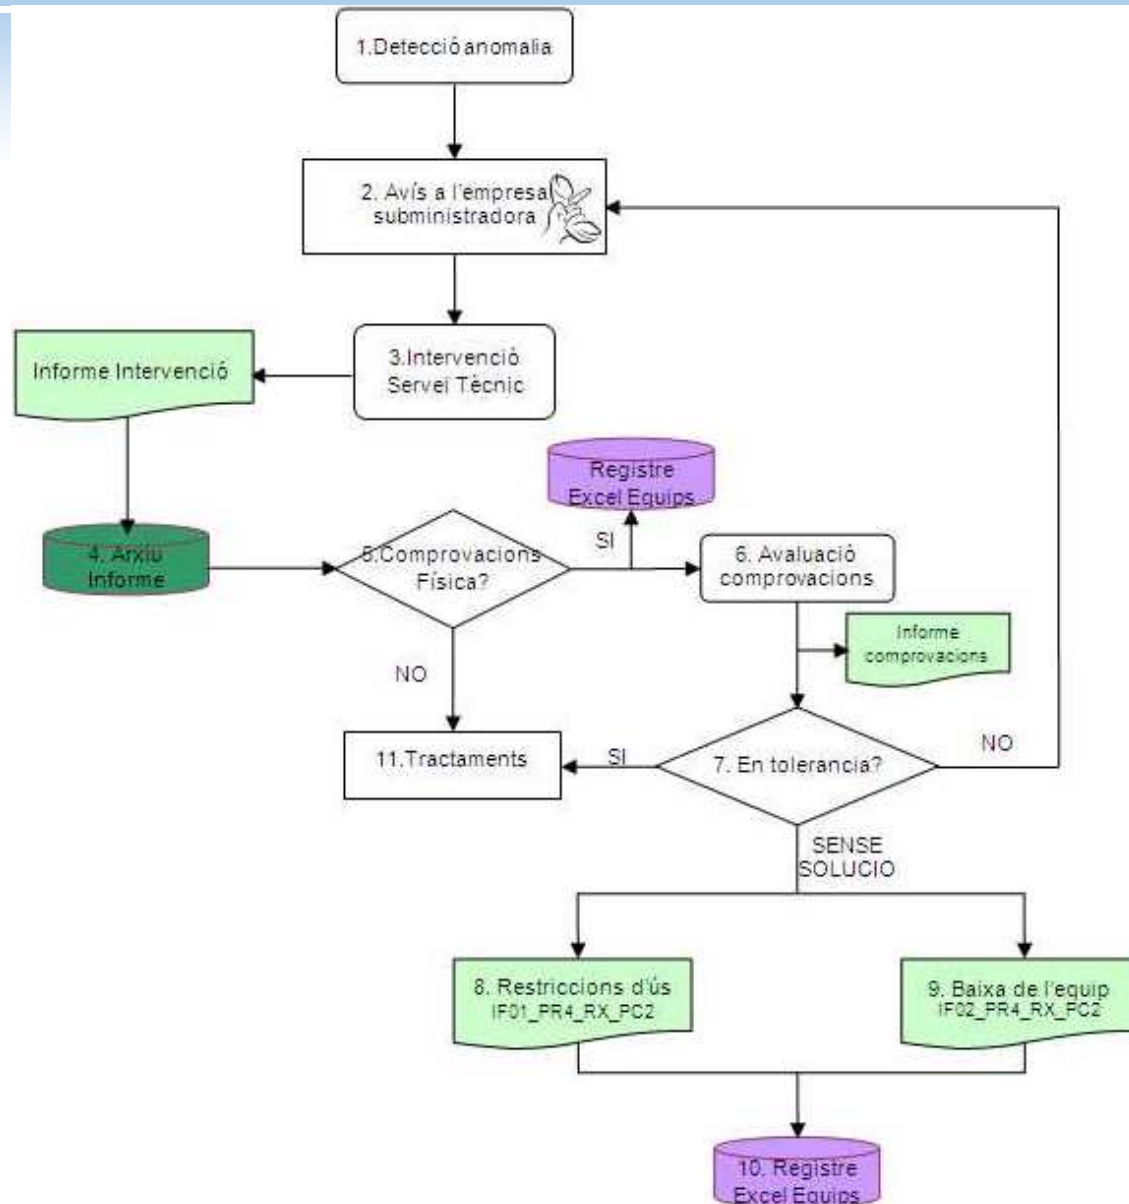 1.Detecció anomalia
2. Avís a l'empresa
subministradora
3.Intervenció
Servei Tècnic
Informe Intervenció
Registre
Excel Equips
4. Arxiu
Informe
5.Comprovacions
Física?
SI
6. Avaluació
comprovacions
Informe
comprovacions
NO
11.Tractaments
SI
7. En tolerancia?
NO
SENSE
SOLUCIO
8. Restriccions d'ús
IF01_PR4_RX_PC2
9. Baixa de l'equip
IF02_PR4_RX_PC2
10. Registre
Excel Equips